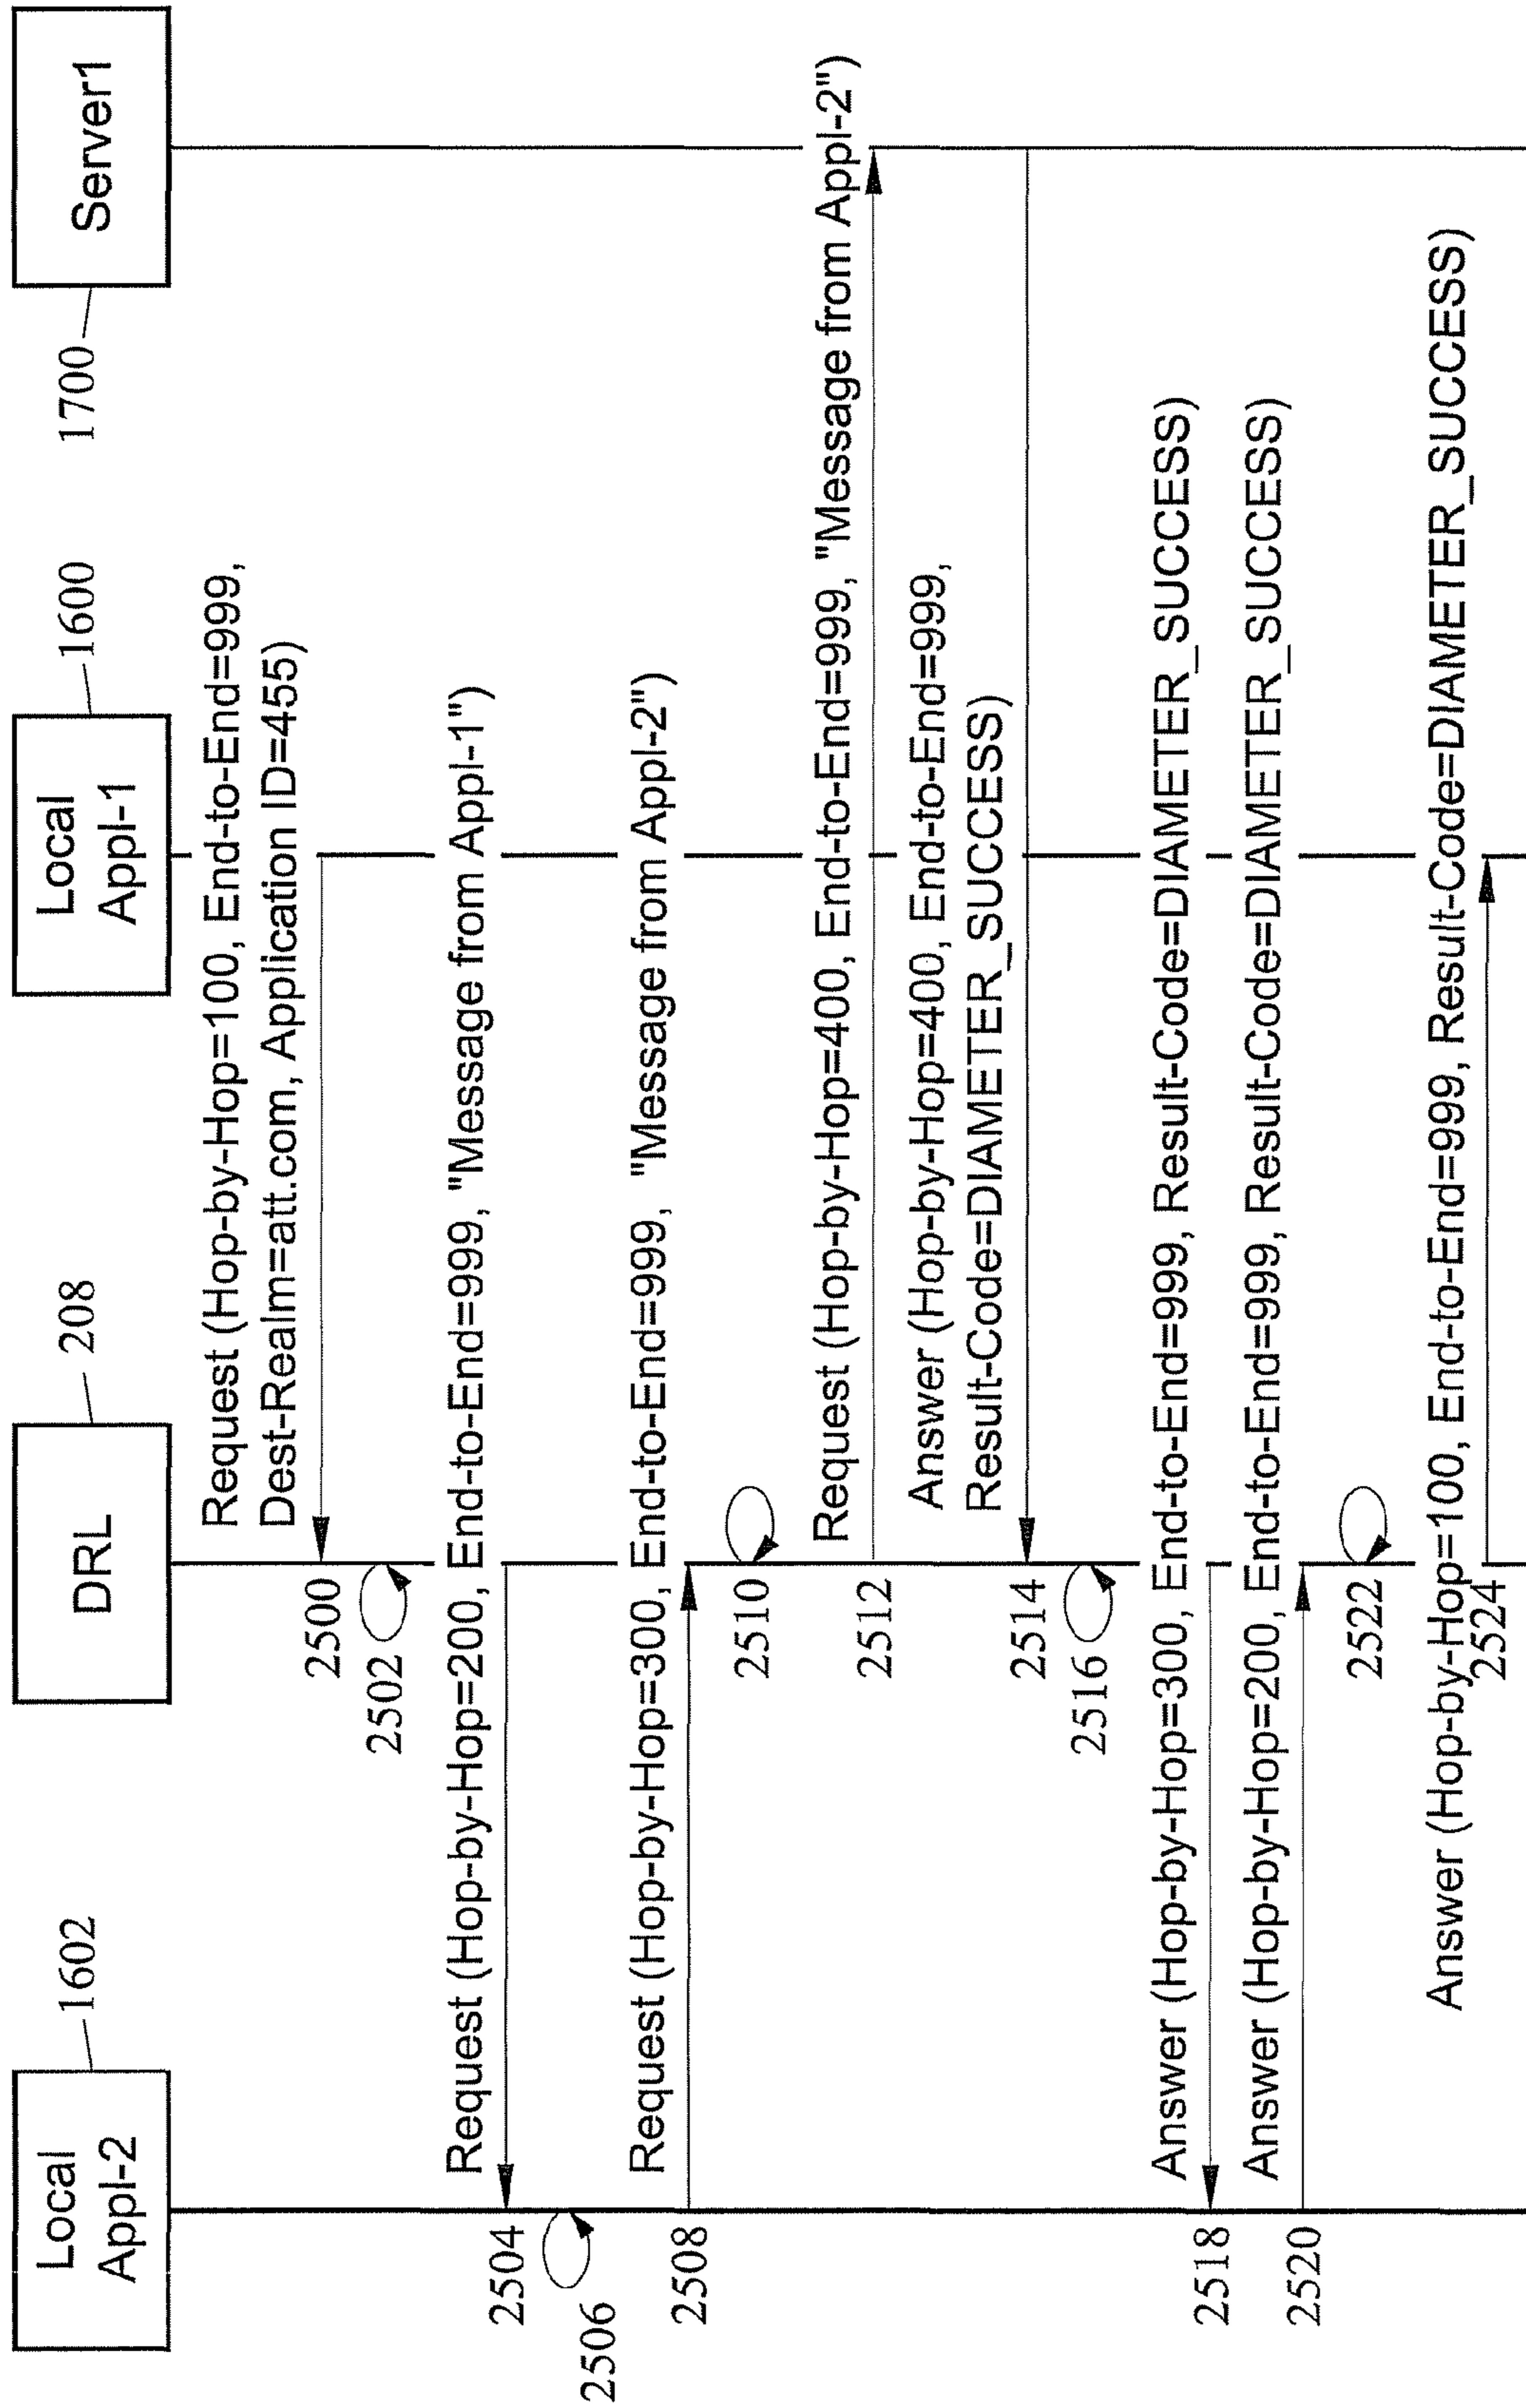 Local
Appl-2
1602
DRL
208
Local
Appl-1
1600
Server1
1700
Request (Hop-by-Hop=100, End-to-End=999,
Dest-Realm=att.com, Application ID=455)
2500
2502
Request (Hop-by-Hop=200, End-to-End=999, "Message from Appl-1")
2504
2506
Request (Hop-by-Hop=300, End-to-End=999, "Message from Appl-2")
2508
2510
Request (Hop-by-Hop=400, End-to-End=999, "Message from Appl-2")
2512
Answer (Hop-by-Hop=400, End-to-End=999,
Result-Code=DIAMETER_SUCCESS)
2514
2516
Answer (Hop-by-Hop=300, End-to-End=999, Result-Code=DIAMETER_SUCCESS)
2518
Answer (Hop-by-Hop=200, End-to-End=999, Result-Code=DIAMETER_SUCCESS)
2520
2522
Answer (Hop-by-Hop=100, End-to-End=999, Result-Code=DIAMETER_SUCCESS)
2524